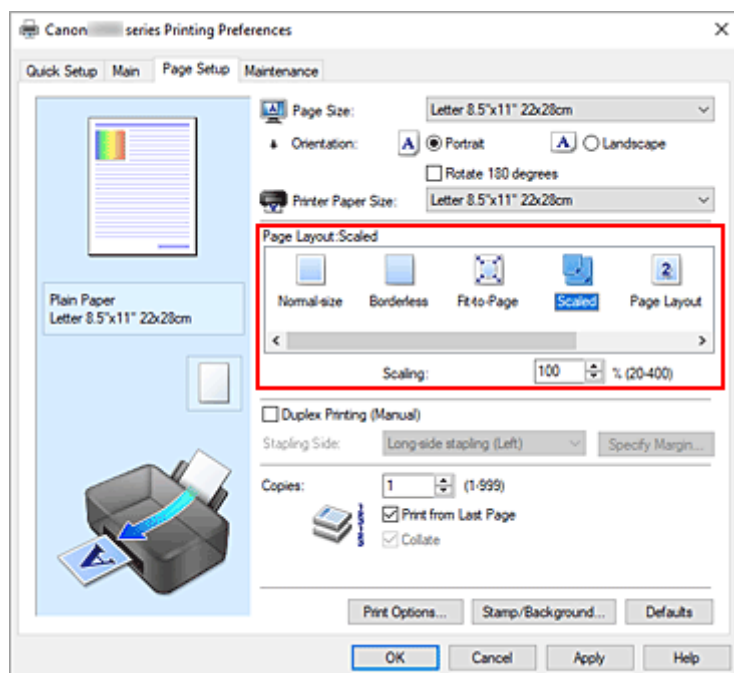 Canon series Printing Preferences
Quick Setup Main Page Setup Maintenance
Page Size: Letter 8.5"x11" 22x28cm
Orientation: A Portrait A Landscape
Rotate 180 degrees
Printer Paper Size: Letter 8.5"x11" 22x28cm
Page Layout:Scaled
2
Normal-size Borderless Fit-to-Page Scaled Page Layout
Plain Paper
Letter 8.5"x11" 22x28cm
Scaling: 100 % (20-400)
Duplex Printing (Manual)
Stapling Side: Long-side stapling (Left) Specify Margin...
Copies: 1 (1-999)
Print from Last Page
Collate
A
Print Options... Stamp/Background... Defaults
OK Cancel Apply Help